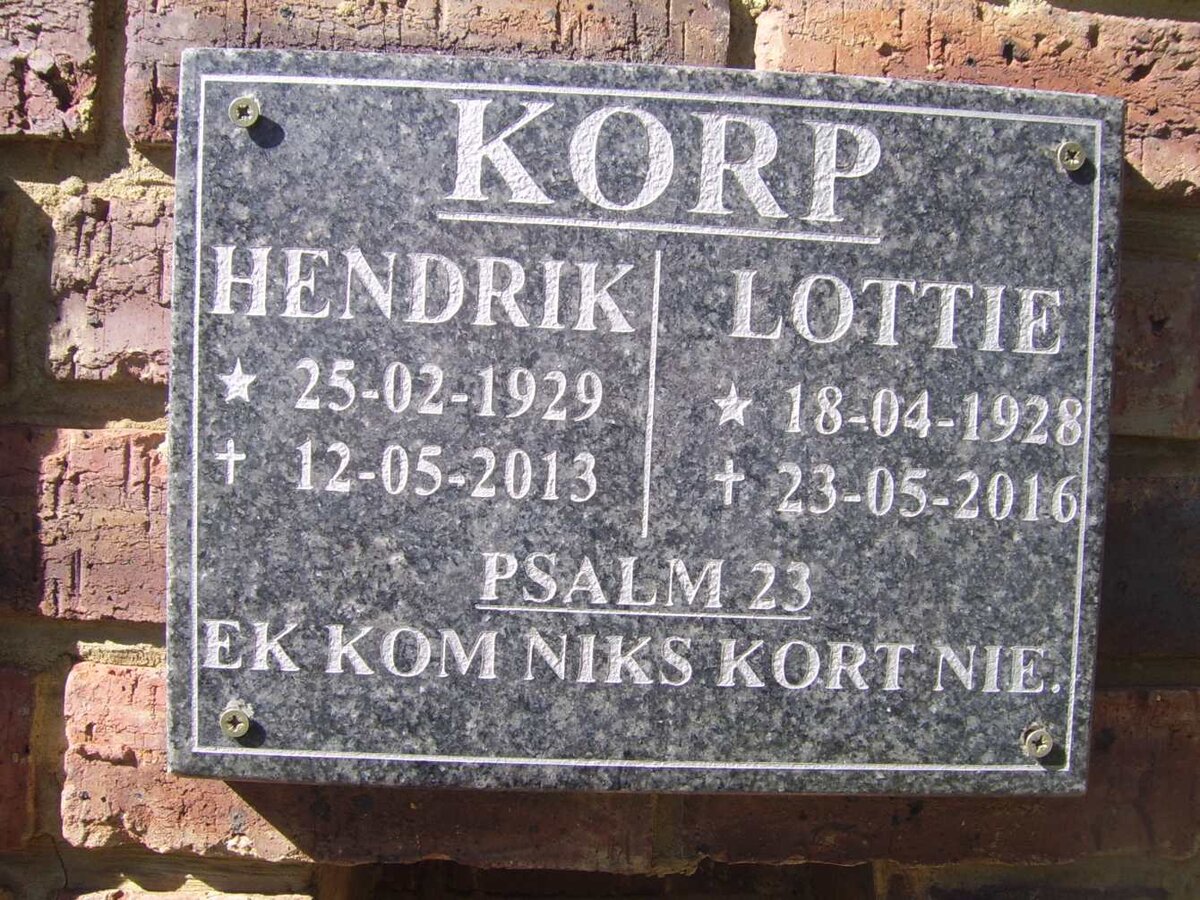 KORP
HENDRIK
★ 25-02-1929
✝ 12-05-2013
LOTTIE
★ 18-04-1928
✝ 23-05-2016
PSALM 23
EK KOM NIKS KORT NIE.